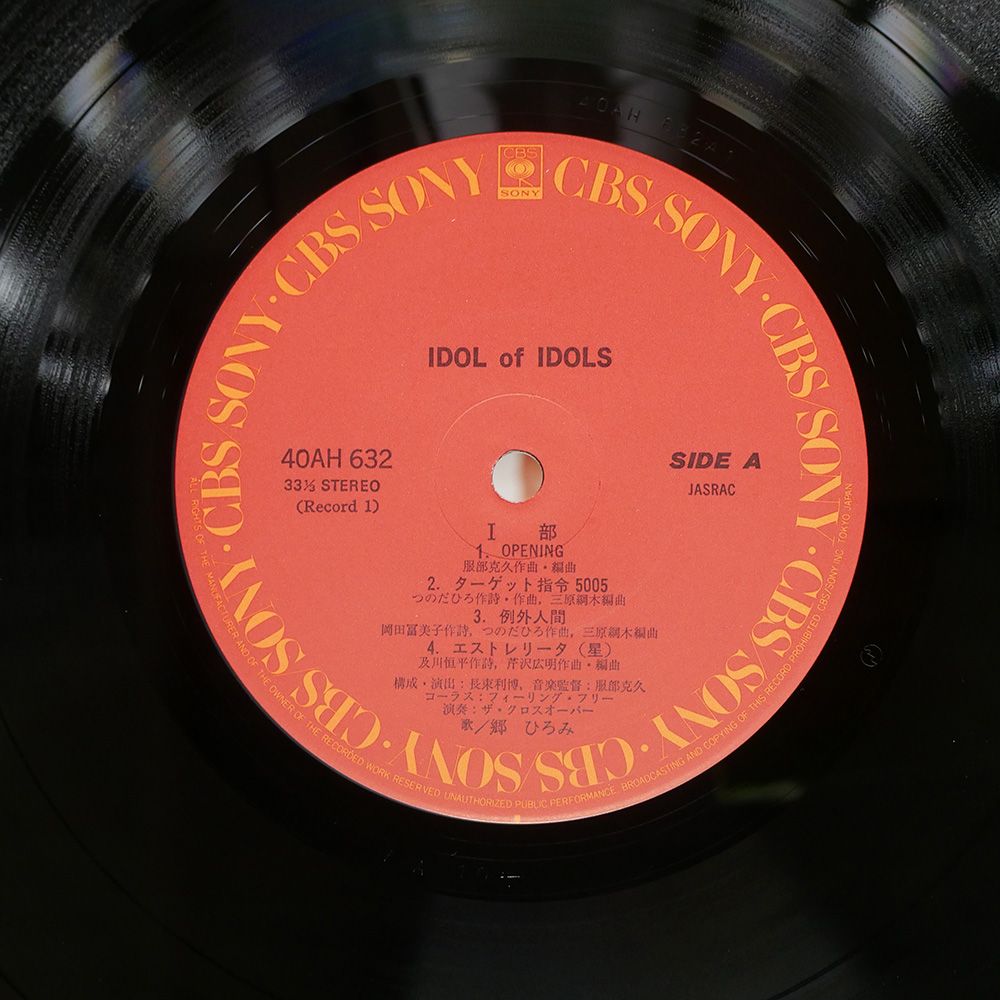 40AH 632A1
CBS
SONY
CBS/SONY · CBS/SONY · CBS/SONY · CBS/SONY · CBS/SONY · CBS/SONY · CBS/SONY · CBS/SONY
IDOL of IDOLS
40AH 632
33⅓ STEREO
(Record 1)
SIDE A
JASRAC
I 部
1. OPENING
服部克久作曲・編曲
2. ターゲット指令5005
つのだひろ作詩・作曲, 三原綱木編曲
3. 例外人間
岡田冨美子作詩, つのだひろ作曲, 三原綱木編曲
4. エストレリータ（星）
及川恒平作詩, 芹沢広明作曲・編曲
構成・演出：長束利博, 音楽監督：服部克久
コーラス：フィーリング・フリー
演奏：ザ・クロスオーバー
歌／郷 ひろみ
ALL RIGHTS OF THE MANUFACTURER AND OF THE OWNER OF THE RECORDED WORK RESERVED UNAUTHORIZED PUBLIC PERFORMANCE, BROADCASTING AND COPYING OF THIS RECORD PROHIBITED CBS/SONY INC. TOKYO JAPAN